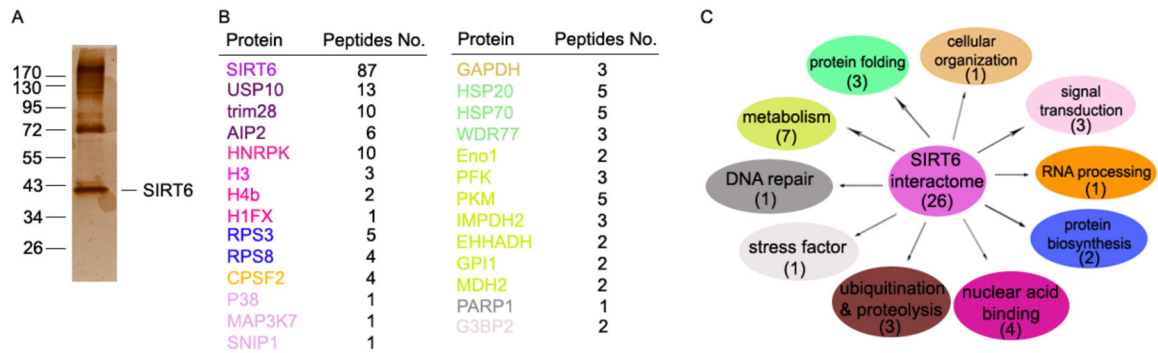 A
170
130
95
72
55
43
34
26
SIRT6
B
Protein Peptides No.
SIRT6 87
USP10 13
trim28 10
AIP2 6
HNRPK 10
H3 3
H4b 2
H1FX 1
RPS3 5
RPS8 4
CPSF2 4
P38 1
MAP3K7 1
SNIP1 1
Protein Peptides No.
GAPDH 3
HSP20 5
HSP70 5
WDR77 3
Eno1 2
PFK 3
PKM 5
IMPDH2 3
EHHADH 2
GPI1 2
MDH2 2
PARP1 1
G3BP2 2
C
cellular
organization
(1)
protein folding
(3)
signal
transduction
(3)
metabolism
(7)
SIRT6
interactome
(26)
RNA processing
(1)
DNA repair
(1)
protein
biosynthesis
(2)
stress factor
(1)
ubiquitination
& proteolysis
(3)
nuclear acid
binding
(4)